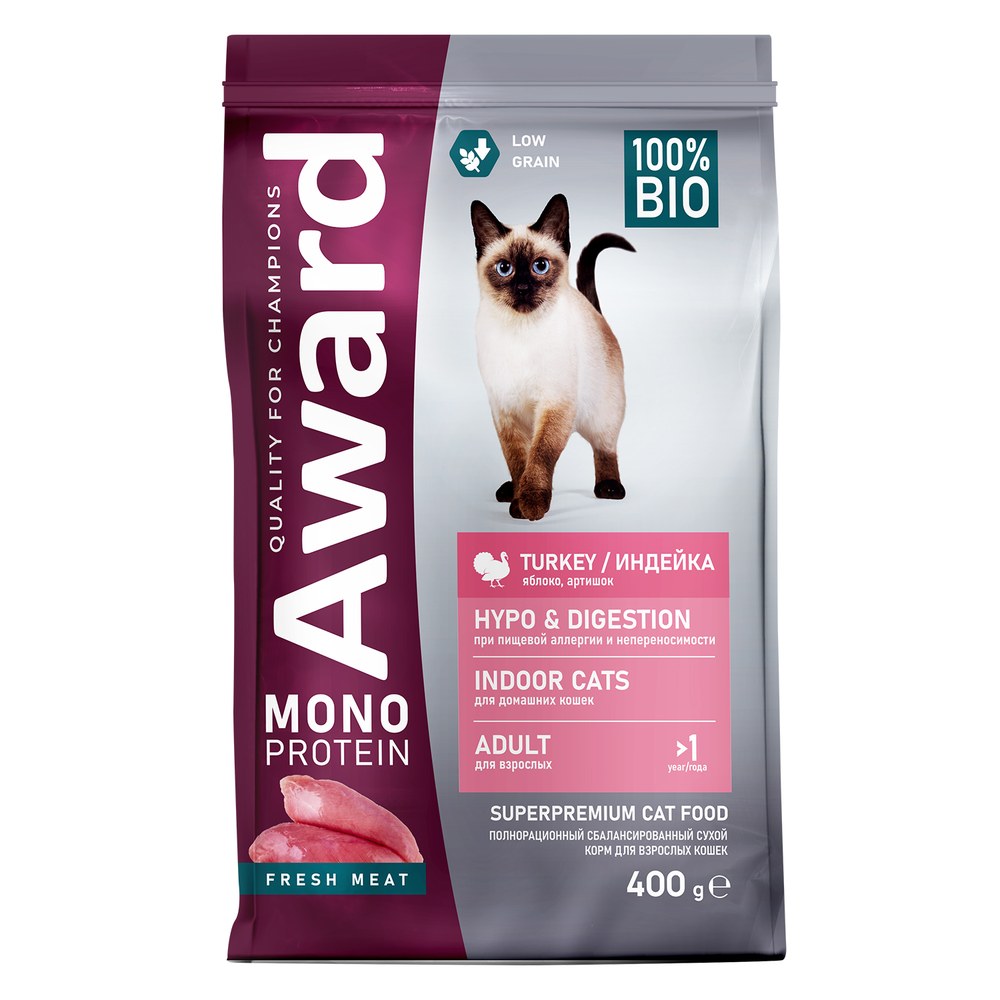 QUALITY FOR CHAMPIONS
Award
MONO
PROTEIN
FRESH MEAT
LOW
GRAIN
100%
BIO
TURKEY / ИНДЕЙКА
яблоко, артишок
HYPO & DIGESTION
при пищевой аллергии и непереносимости
INDOOR CATS
для домашних кошек
ADULT
для взрослых
>1
year/года
SUPERPREMIUM CAT FOOD
ПОЛНОРАЦИОННЫЙ СБАЛАНСИРОВАННЫЙ СУХОЙ
КОРМ ДЛЯ ВЗРОСЛЫХ КОШЕК
400 g ℮